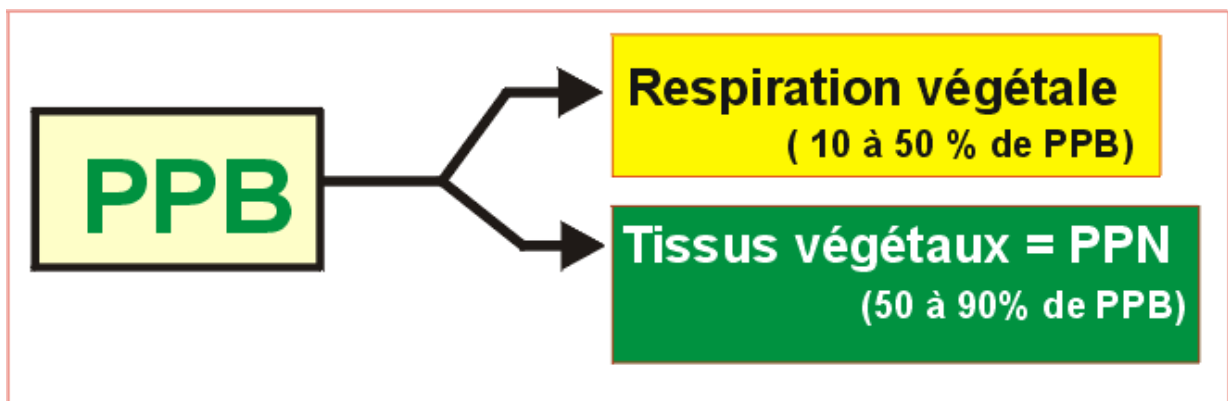 PPB
Respiration végétale
( 10 à 50 % de PPB)
Tissus végétaux = PPN
(50 à 90% de PPB)